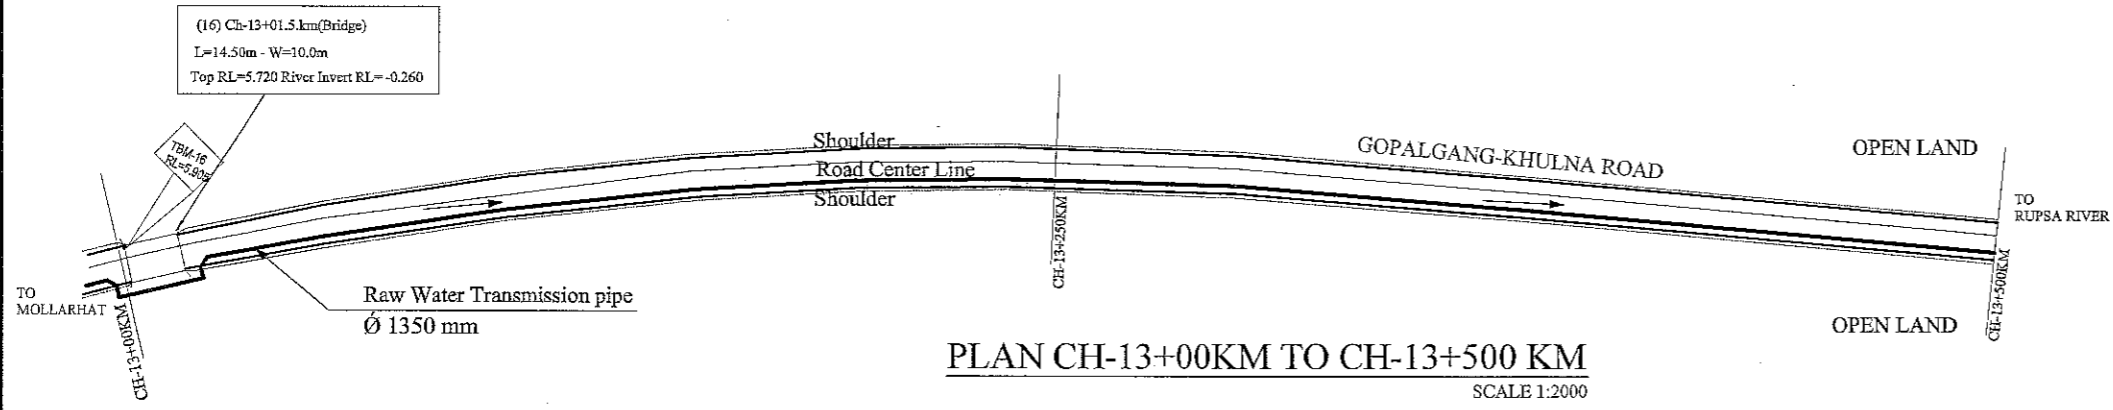 (16) Ch-13+01.5.km(Bridge)
L=14.50m - W=10.0m
Top RL=5.720 River Invert RL= -0.260
TBM-16
Shoulder
Road Center Line
Shoulder
GOPALGANG-KHULNA ROAD
OPEN LAND
TO
RUPSA RIVER
TO
MOLLARHAT
CH-13+00KM
CH-13+250KM
CH-13+500KM
Raw Water Transmission pipe
Ø 1350 mm
OPEN LAND
PLAN CH-13+00KM TO CH-13+500 KM
SCALE 1:2000